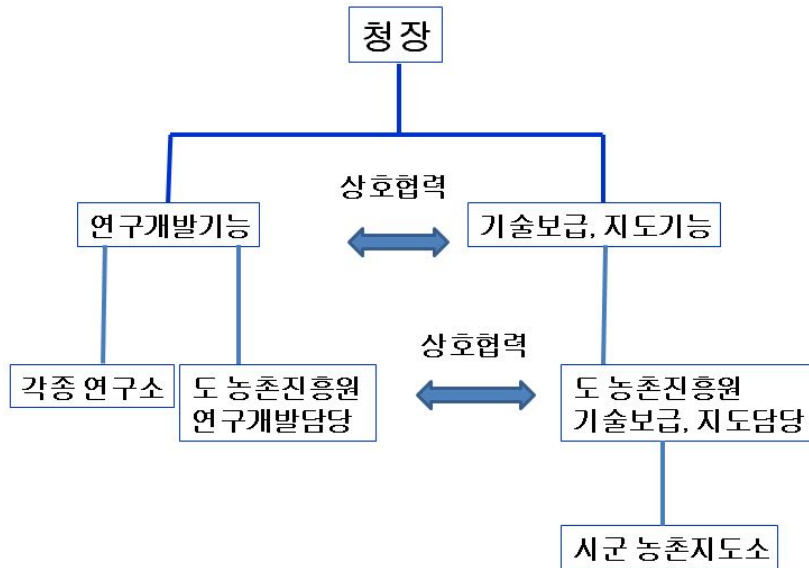 청장
상호협력
연구개발기능
기술보급, 지도기능
상호협력
각종 연구소
도 농촌진흥원
연구개발담당
도 농촌진흥원
기술보급, 지도담당
시군 농촌지도소